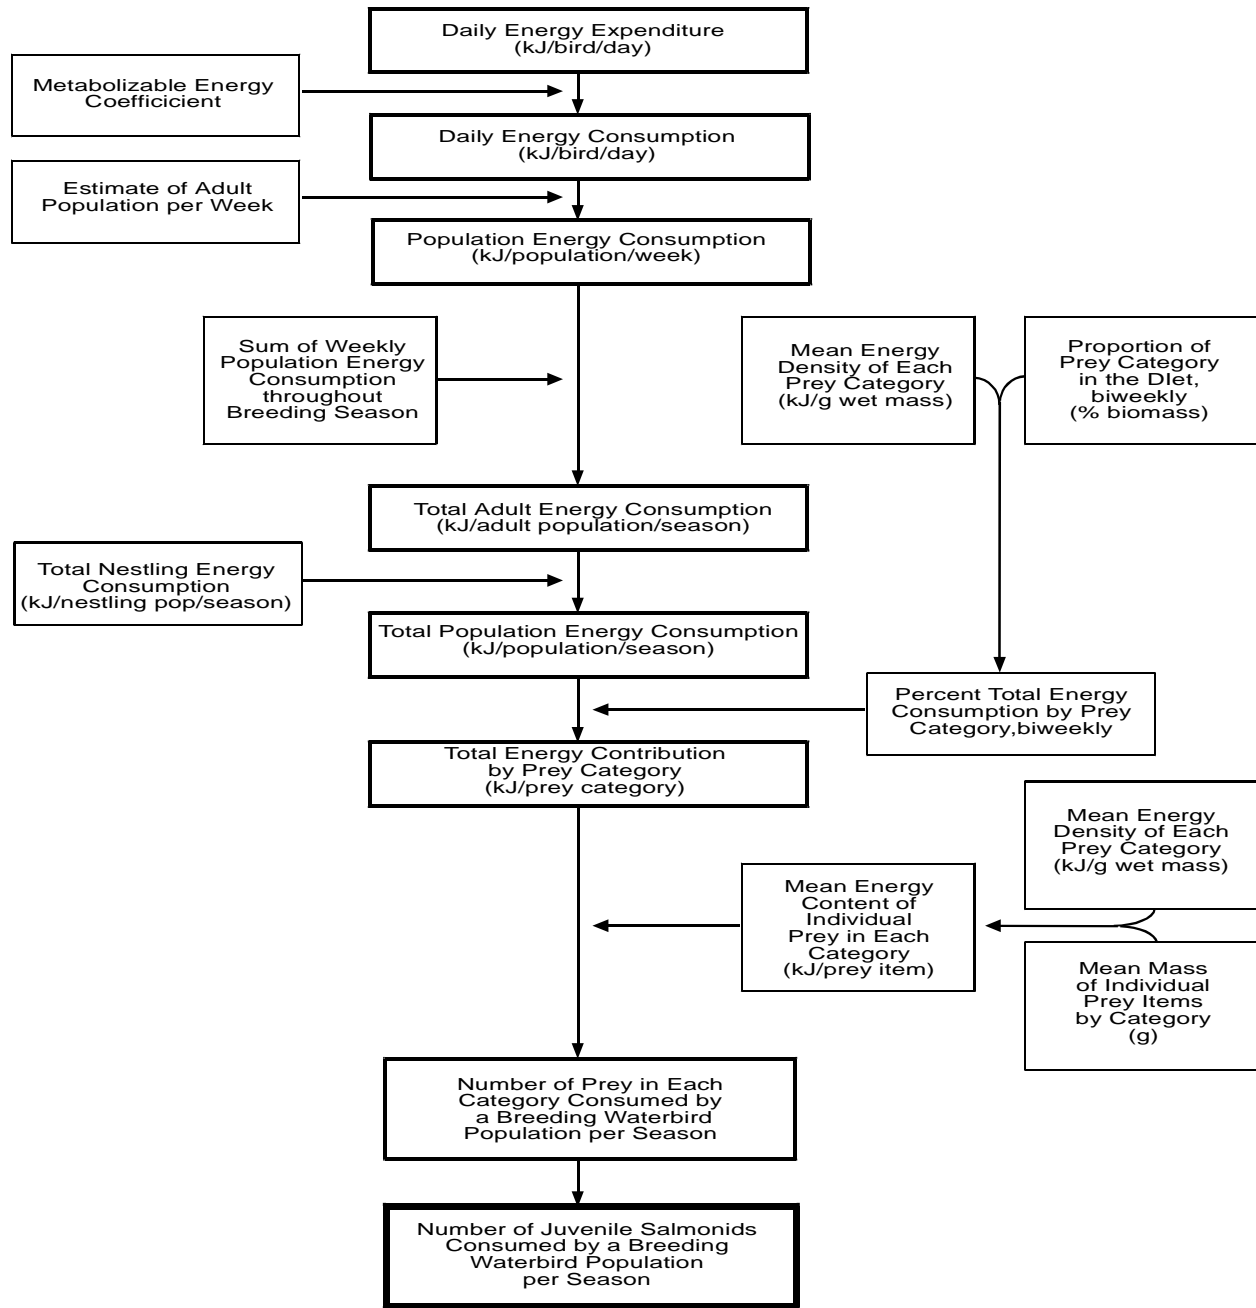 Daily Energy Expenditure
(kJ/bird/day)
Metabolizable Energy
Coefficicient
Daily Energy Consumption
(kJ/bird/day)
Estimate of Adult
Population per Week
Population Energy Consumption
(kJ/population/week)
Sum of Weekly
Population Energy
Consumption
throughout
Breeding Season
Mean Energy
Density of Each
Prey Category
(kJ/g wet mass)
Proportion of
Prey Category
in the DIet,
biweekly
(% biomass)
Total Adult Energy Consumption
(kJ/adult population/season)
Total Nestling Energy
Consumption
(kJ/nestling pop/season)
Total Population Energy Consumption
(kJ/population/season)
Percent Total Energy
Consumption by Prey
Category,biweekly
Total Energy Contribution
by Prey Category
(kJ/prey category)
Mean Energy
Density of Each
Prey Category
(kJ/g wet mass)
Mean Energy
Content of
Individual
Prey in Each
Category
(kJ/prey item)
Mean Mass
of Individual
Prey Items
by Category
(g)
Number of Prey in Each
Category Consumed by
a Breeding Waterbird
Population per Season
Number of Juvenile Salmonids
Consumed by a Breeding
Waterbird Population
per Season